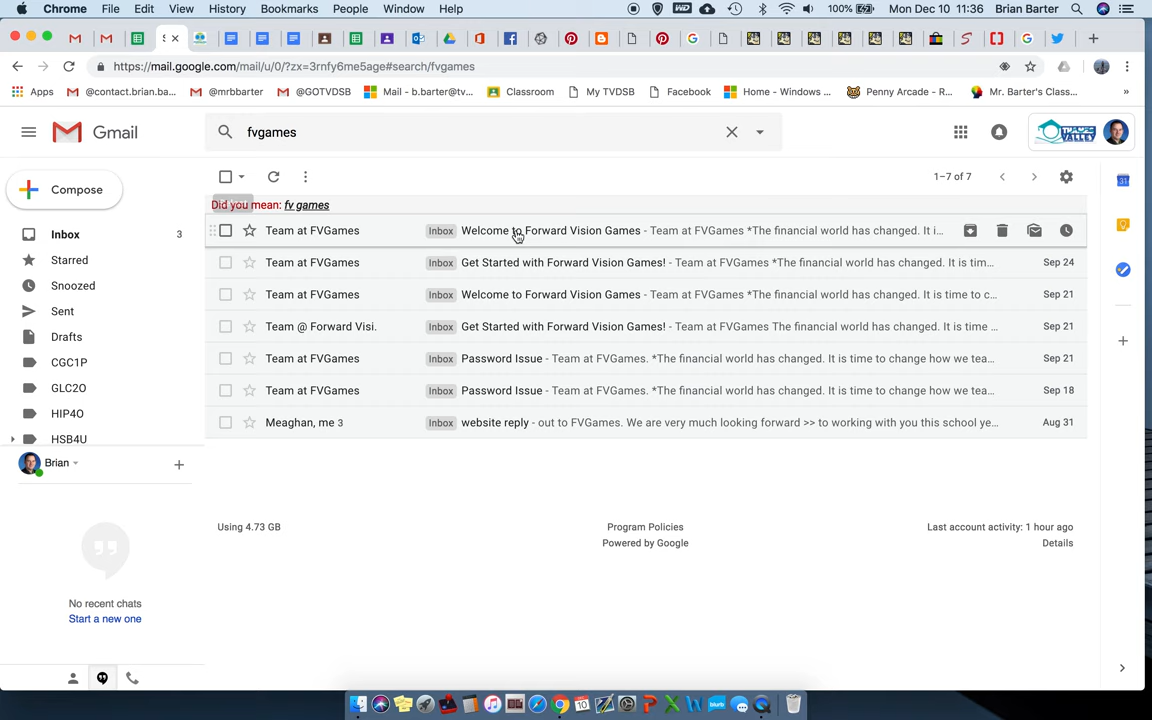 Chrome File Edit View History Bookmarks People Window Help WD 100% Mon Dec 10 11:36 Brian Barter
https://mail.google.com/mail/u/0/?zx=3rnfy6me5age#search/fvgames
Apps @contact.brian.ba... @mrbbarter @GOTVDSB Mail - b.barter@tv... Classroom My TVDSB Facebook Home - Windows ... Penny Arcade - R... Mr. Barter's Class... »
Gmail fvgames
Compose 1–7 of 7
Did you mean: fv games
Inbox 3
Starred
Snoozed
Sent
Drafts
CGC1P
GLC2O
HIP4O
HSB4U
Team at FVGames Inbox Welcome to Forward Vision Games - Team at FVGames *The financial world has changed. It i...
Team at FVGames Inbox Get Started with Forward Vision Games! - Team at FVGames *The financial world has changed. It is tim... Sep 24
Team at FVGames Inbox Welcome to Forward Vision Games - Team at FVGames *The financial world has changed. It is time to c... Sep 21
Team @ Forward Visi. Inbox Get Started with Forward Vision Games! - Team at FVGames The financial world has changed. It is time ... Sep 21
Team at FVGames Inbox Password Issue - Team at FVGames. *The financial world has changed. It is time to change how we tea... Sep 21
Team at FVGames Inbox Password Issue - Team at FVGames. *The financial world has changed. It is time to change how we tea... Sep 18
Meaghan, me 3 Inbox website reply - out to FVGames. We are very much looking forward >> to working with you this school ye... Aug 31
Brian
Using 4.73 GB Program Policies Last account activity: 1 hour ago
Powered by Google Details
No recent chats
Start a new one